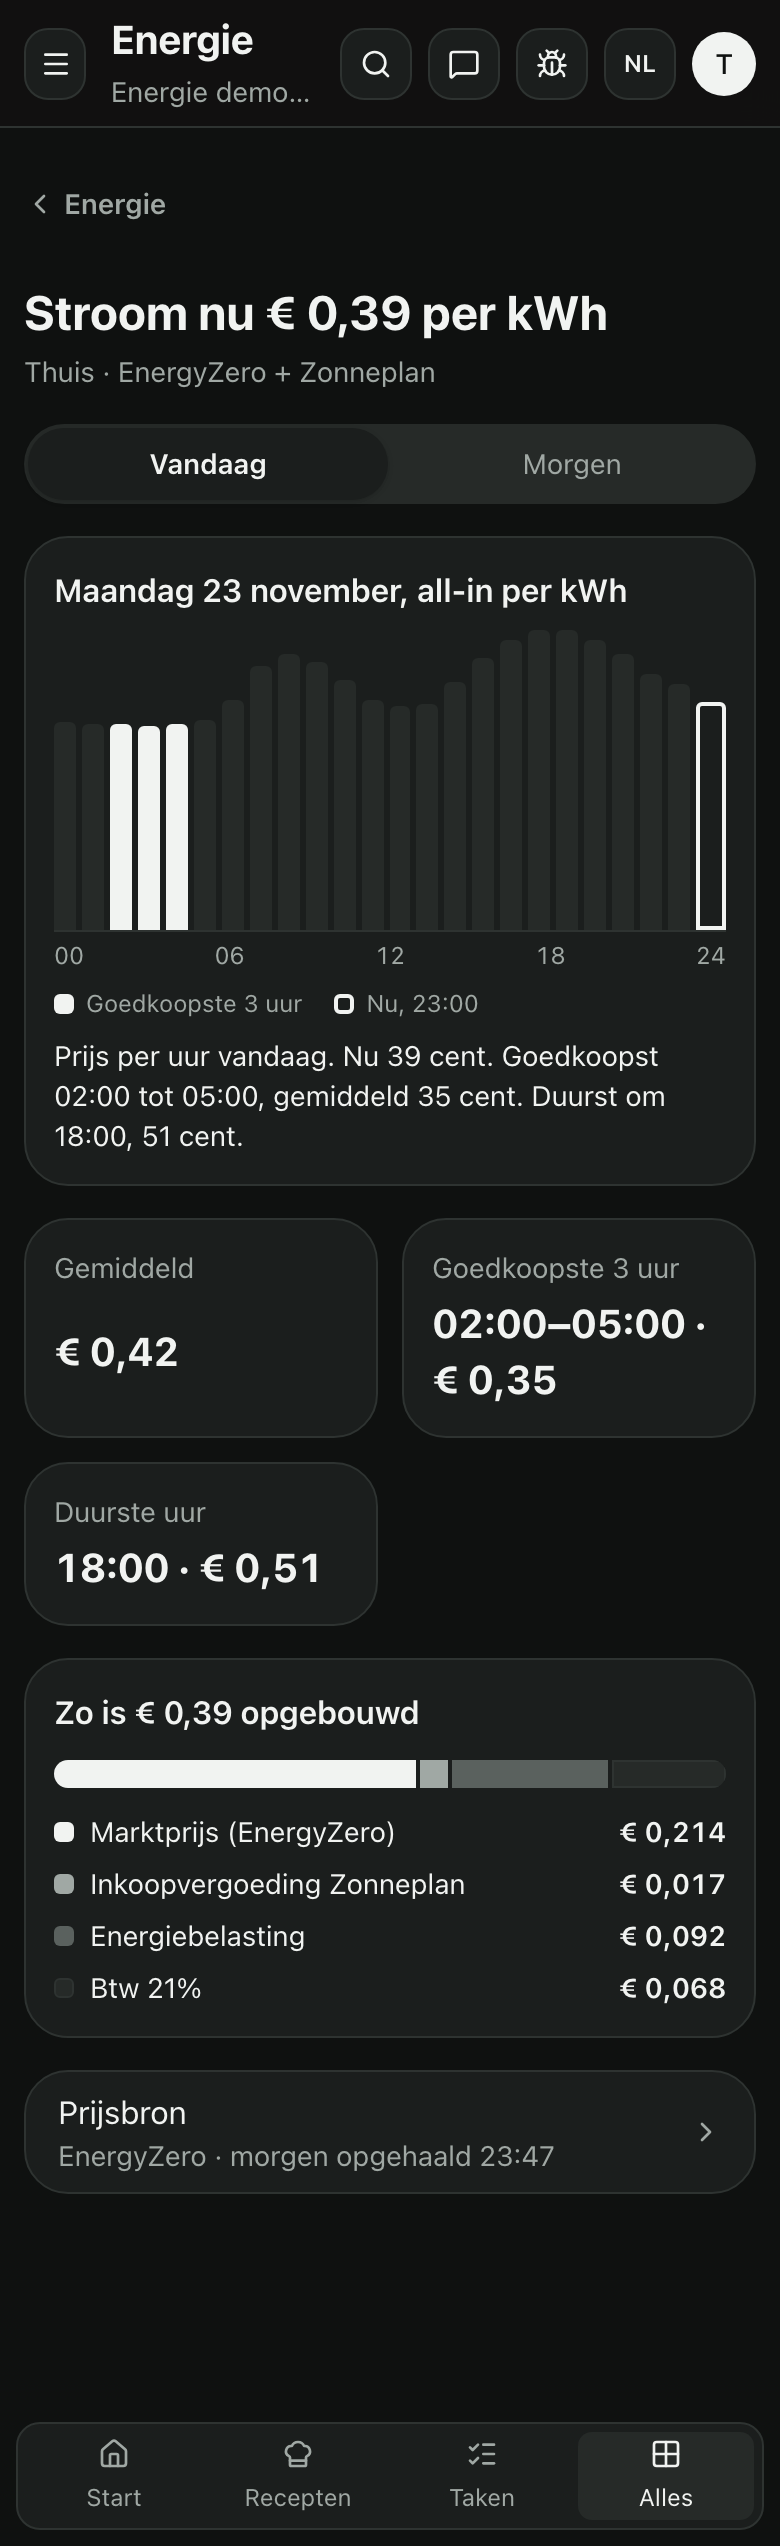 Energie
Energie demo...
NL
T
Energie
Stroom nu € 0,39 per kWh
Thuis · EnergyZero + Zonneplan
Vandaag
Morgen
Maandag 23 november, all-in per kWh
00 06 12 18 24
Goedkoopste 3 uur
Nu, 23:00
Prijs per uur vandaag. Nu 39 cent. Goedkoopst
02:00 tot 05:00, gemiddeld 35 cent. Duurst om
18:00, 51 cent.
Gemiddeld
€ 0,42
Goedkoopste 3 uur
02:00–05:00 ·
€ 0,35
Duurste uur
18:00 · € 0,51
Zo is € 0,39 opgebouwd
Marktprijs (EnergyZero) € 0,214
Inkoopvergoeding Zonneplan € 0,017
Energiebelasting € 0,092
Btw 21% € 0,068
Prijsbron
EnergyZero · morgen opgehaald 23:47
Start
Recepten
Taken
Alles